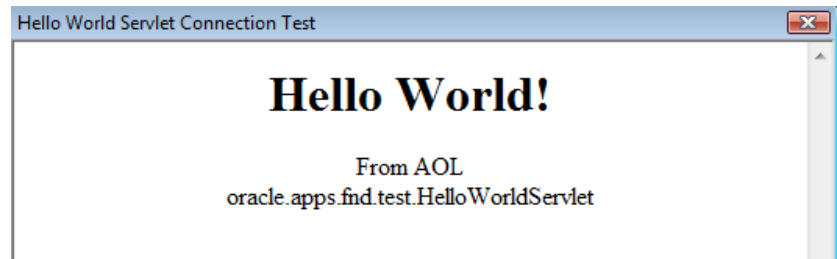 Hello World Servlet Connection Test
Hello World!
From AOL
oracle.apps.fnd.test.HelloWorldServlet